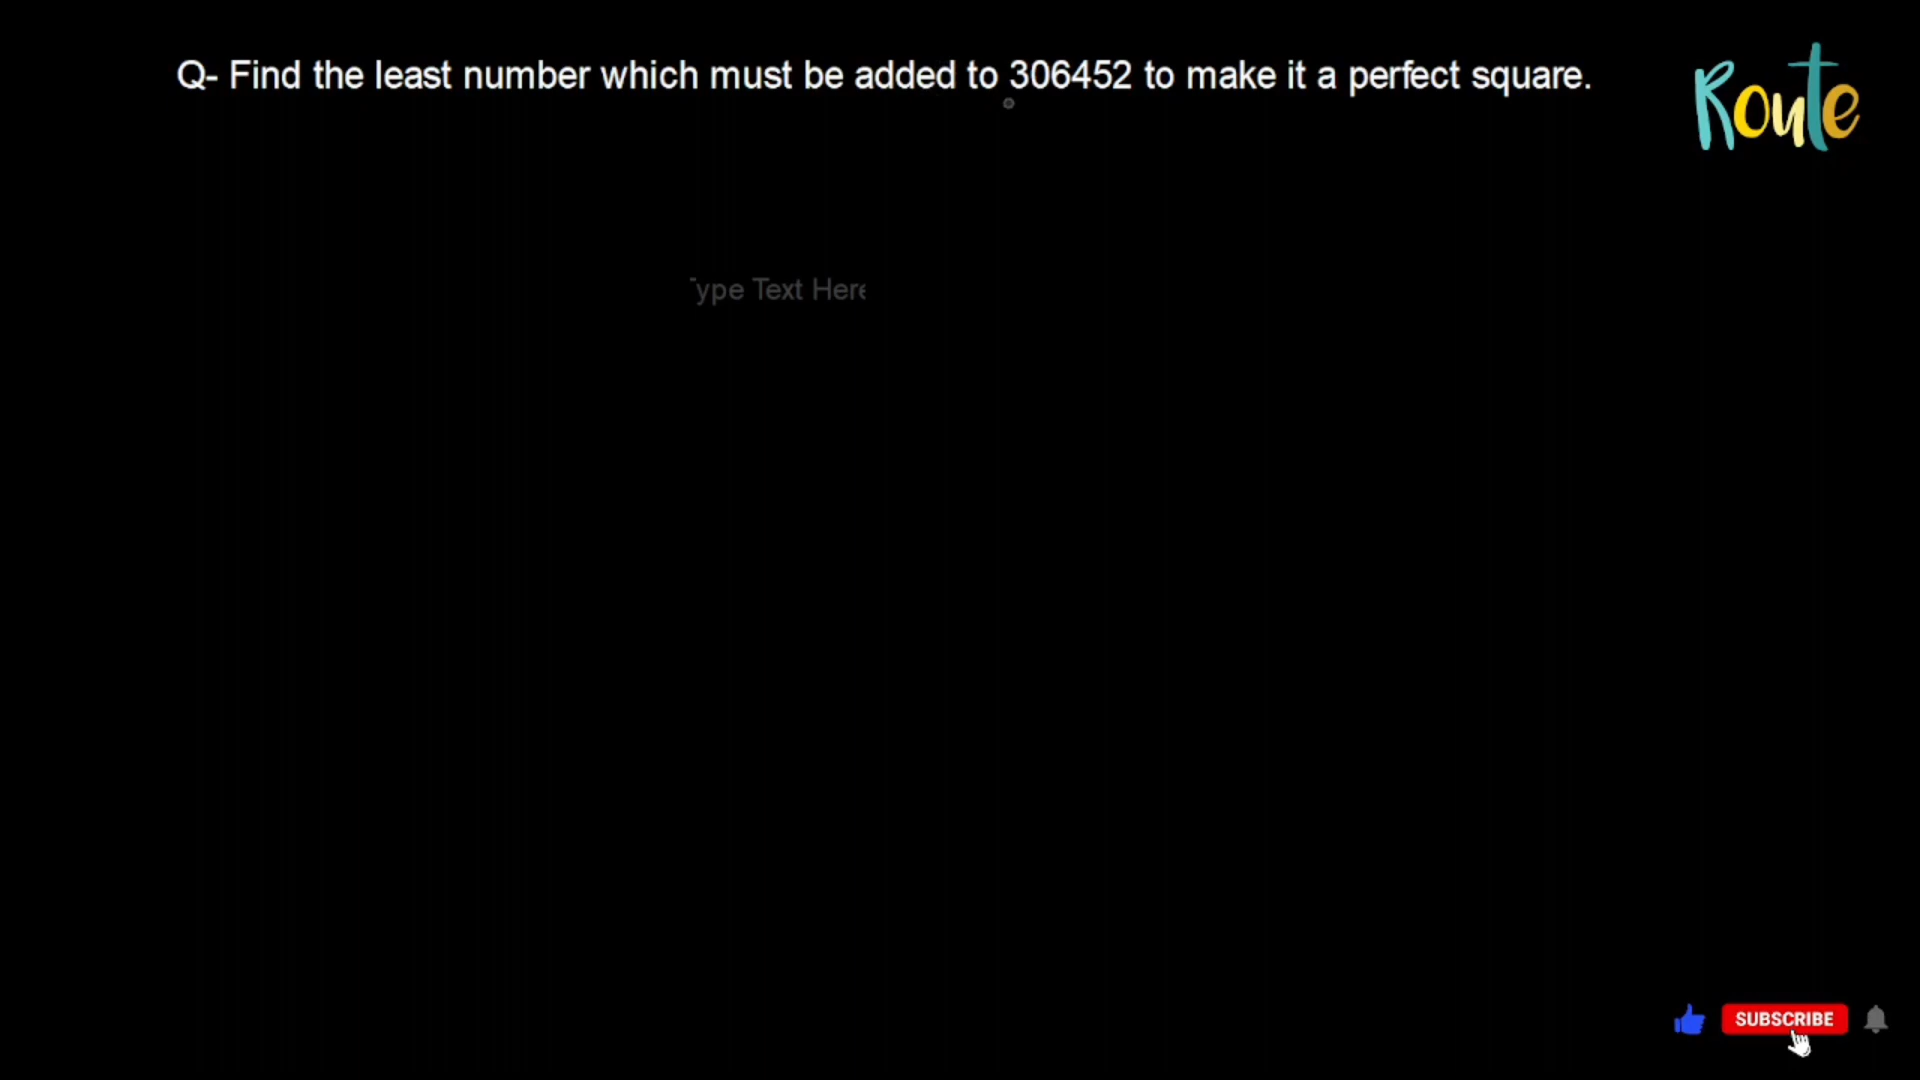 Q- Find the least number which must be added to 306452 to make it a perfect square.
Route
ype Text Here
SUBSCRIBE